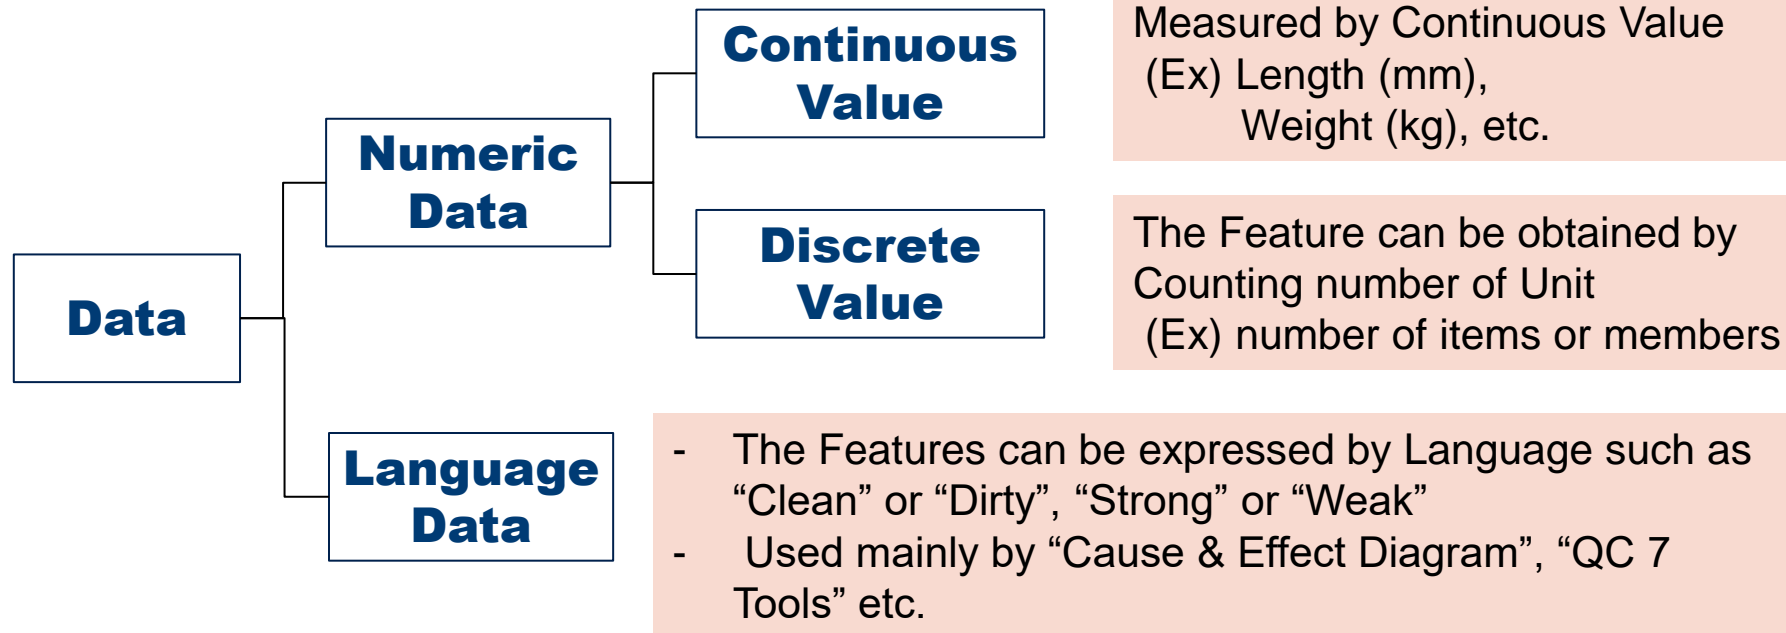 Data
Numeric
Data
Language
Data
Continuous
Value
Discrete
Value
Measured by Continuous Value
(Ex) Length (mm),
Weight (kg), etc.
The Feature can be obtained by
Counting number of Unit
(Ex) number of items or members
- The Features can be expressed by Language such as
“Clean” or “Dirty”, “Strong” or “Weak”
- Used mainly by “Cause & Effect Diagram”, “QC 7
Tools” etc.